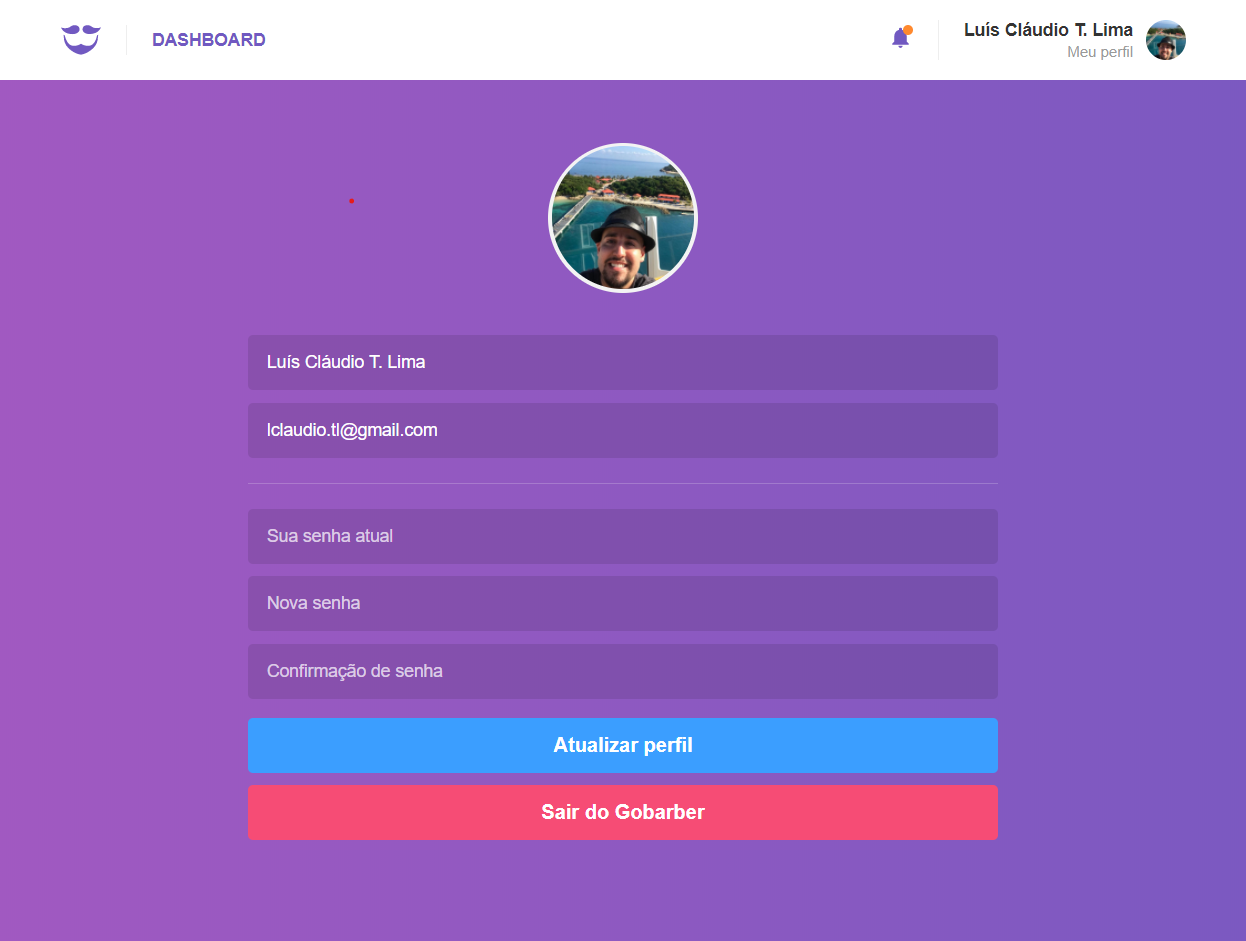 DASHBOARD
Luís Cláudio T. Lima
Meu perfil
Luís Cláudio T. Lima
lclaudio.tl@gmail.com
Sua senha atual
Nova senha
Confirmação de senha
Atualizar perfil
Sair do Gobarber